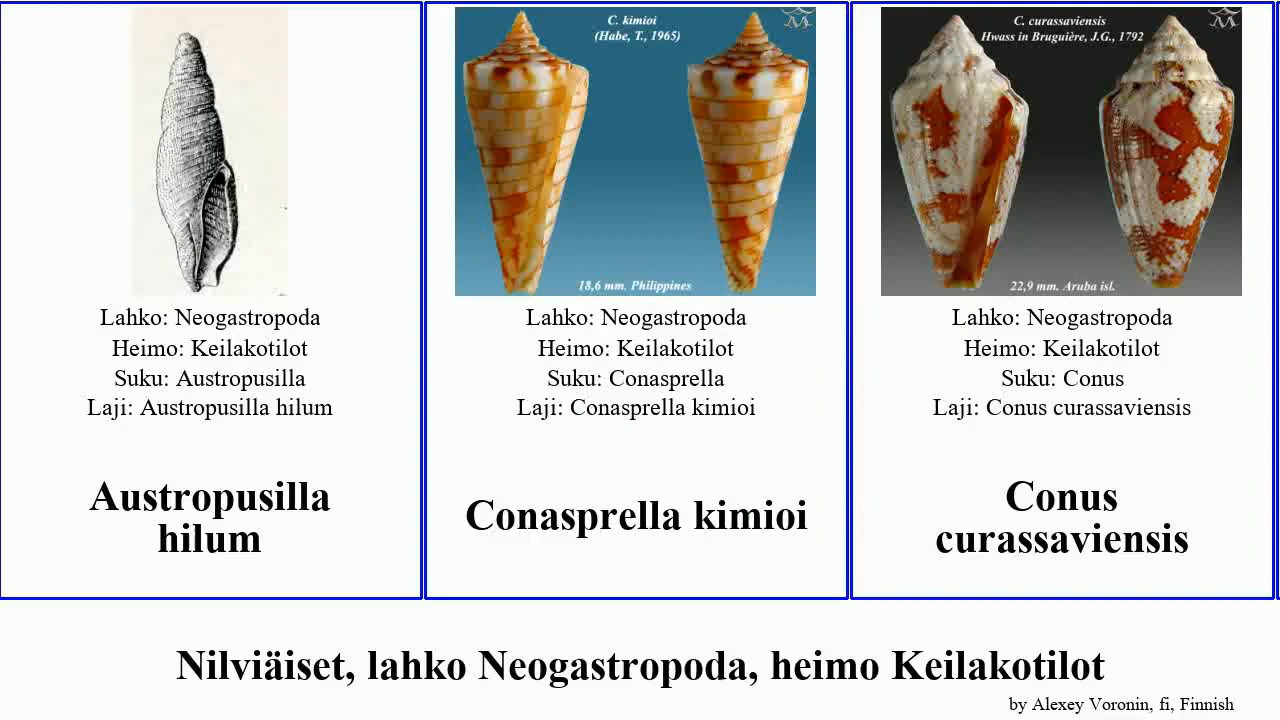 Lahko: Neogastropoda
Heimo: Keilakotilot
Suku: Austropusilla
Laji: Austropusilla hilum
Austropusilla
hilum
C. kimioi
(Habe, T., 1965)
18,6 mm. Philippines
Lahko: Neogastropoda
Heimo: Keilakotilot
Suku: Conasprella
Laji: Conasprella kimioi
Conasprella kimioi
C. curassaviensis
Hwass in Bruguière, J.G., 1792
22,9 mm. Aruba isl.
Lahko: Neogastropoda
Heimo: Keilakotilot
Suku: Conus
Laji: Conus curassaviensis
Conus
curassaviensis
Nilviäiset, lahko Neogastropoda, heimo Keilakotilot
by Alexey Voronin, fi, Finnish